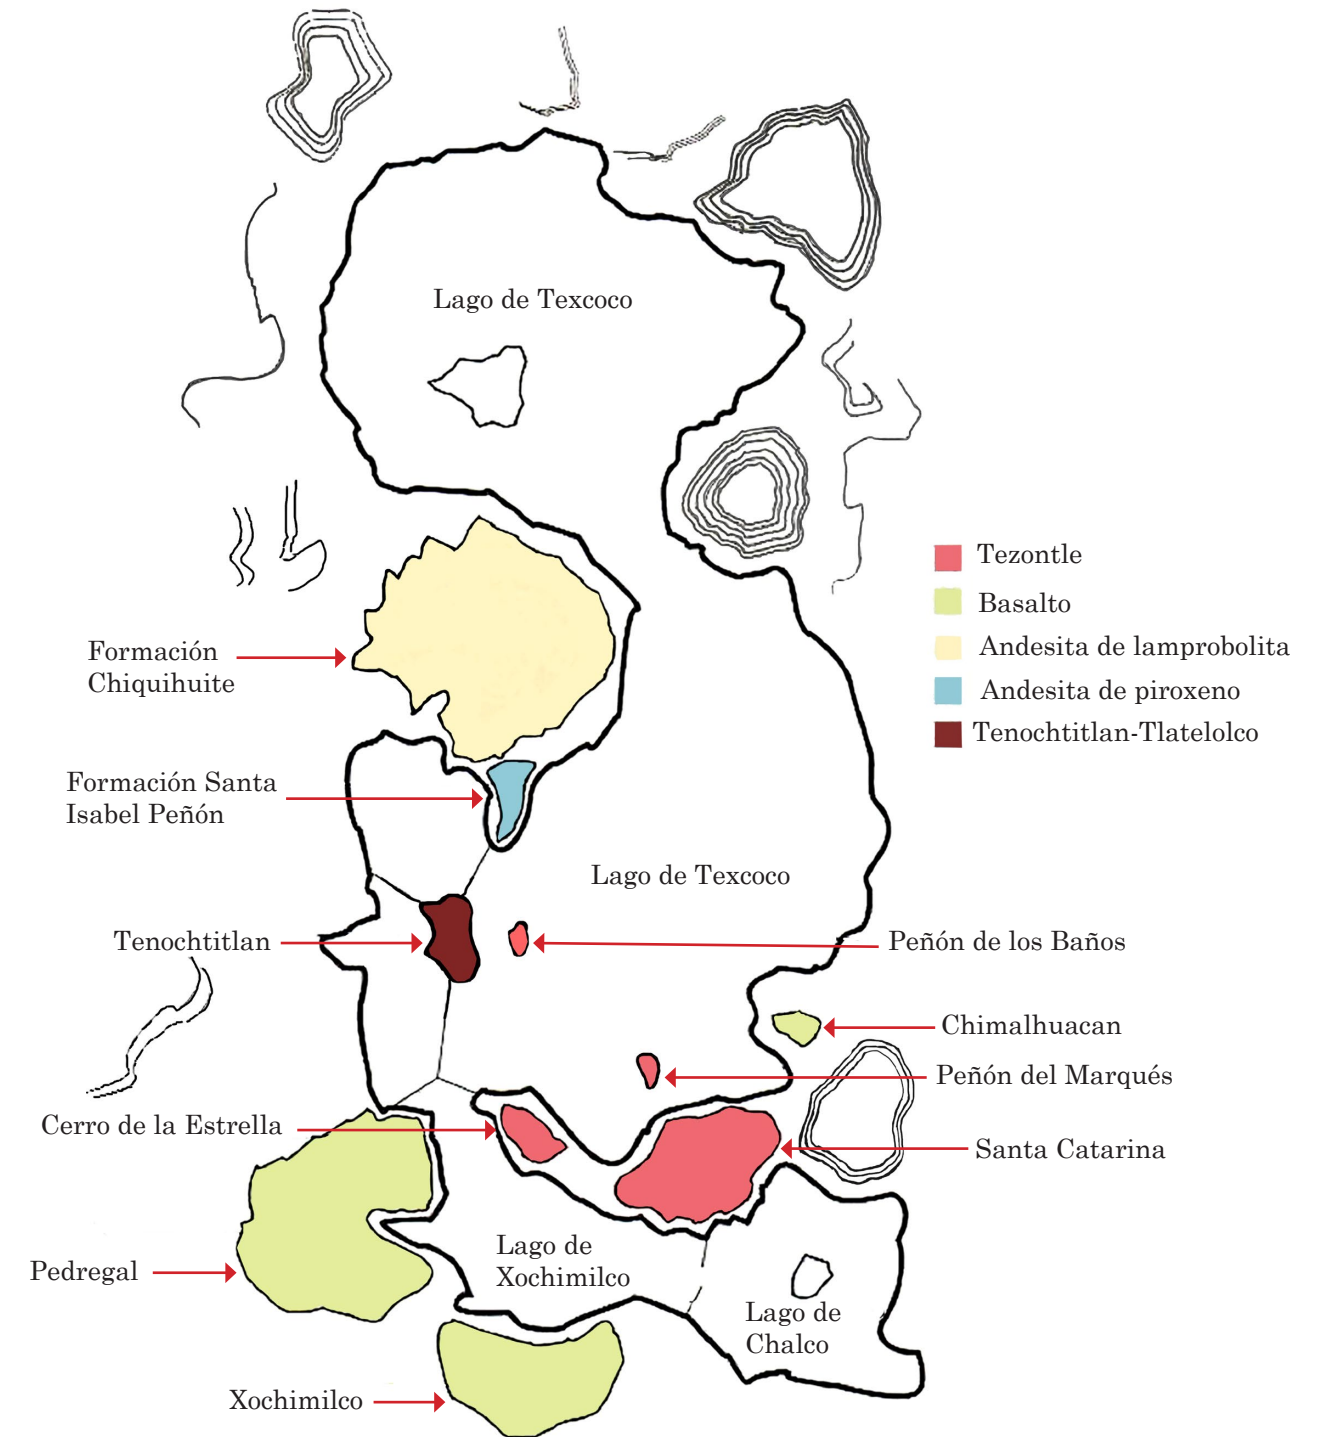 Lago de Texcoco
Tezontle
Basalto
Andesita de lamprobolita
Andesita de piroxeno
Tenochtitlan-Tlatelolco
Formación
Chiquihuite
Formación Santa
Isabel Peñón
Lago de Texcoco
Tenochtitlan
Peñón de los Baños
Chimalhuacan
Peñón del Marqués
Cerro de la Estrella
Santa Catarina
Pedregal
Lago de
Xochimilco
Lago de
Chalco
Xochimilco